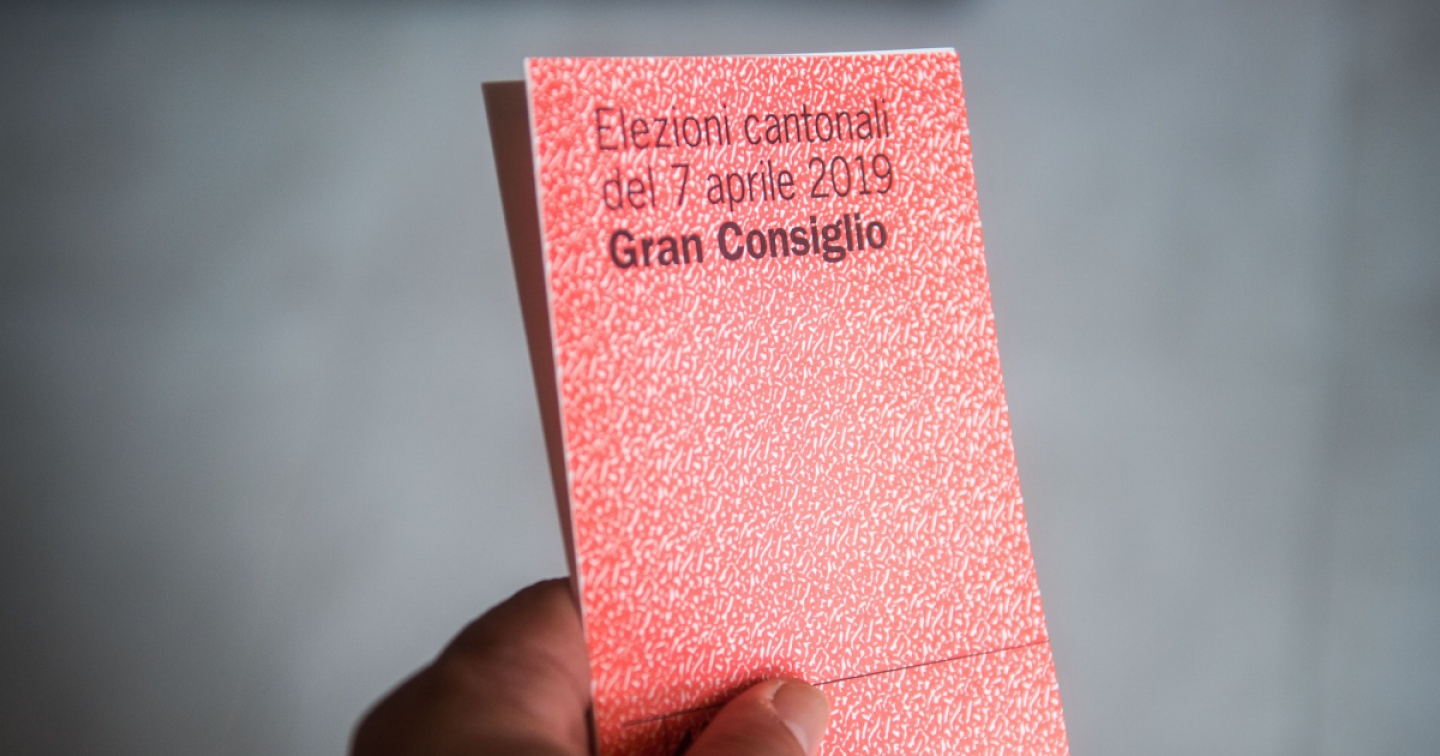 Elezioni cantonali
del 7 aprile 2019
Gran Consiglio